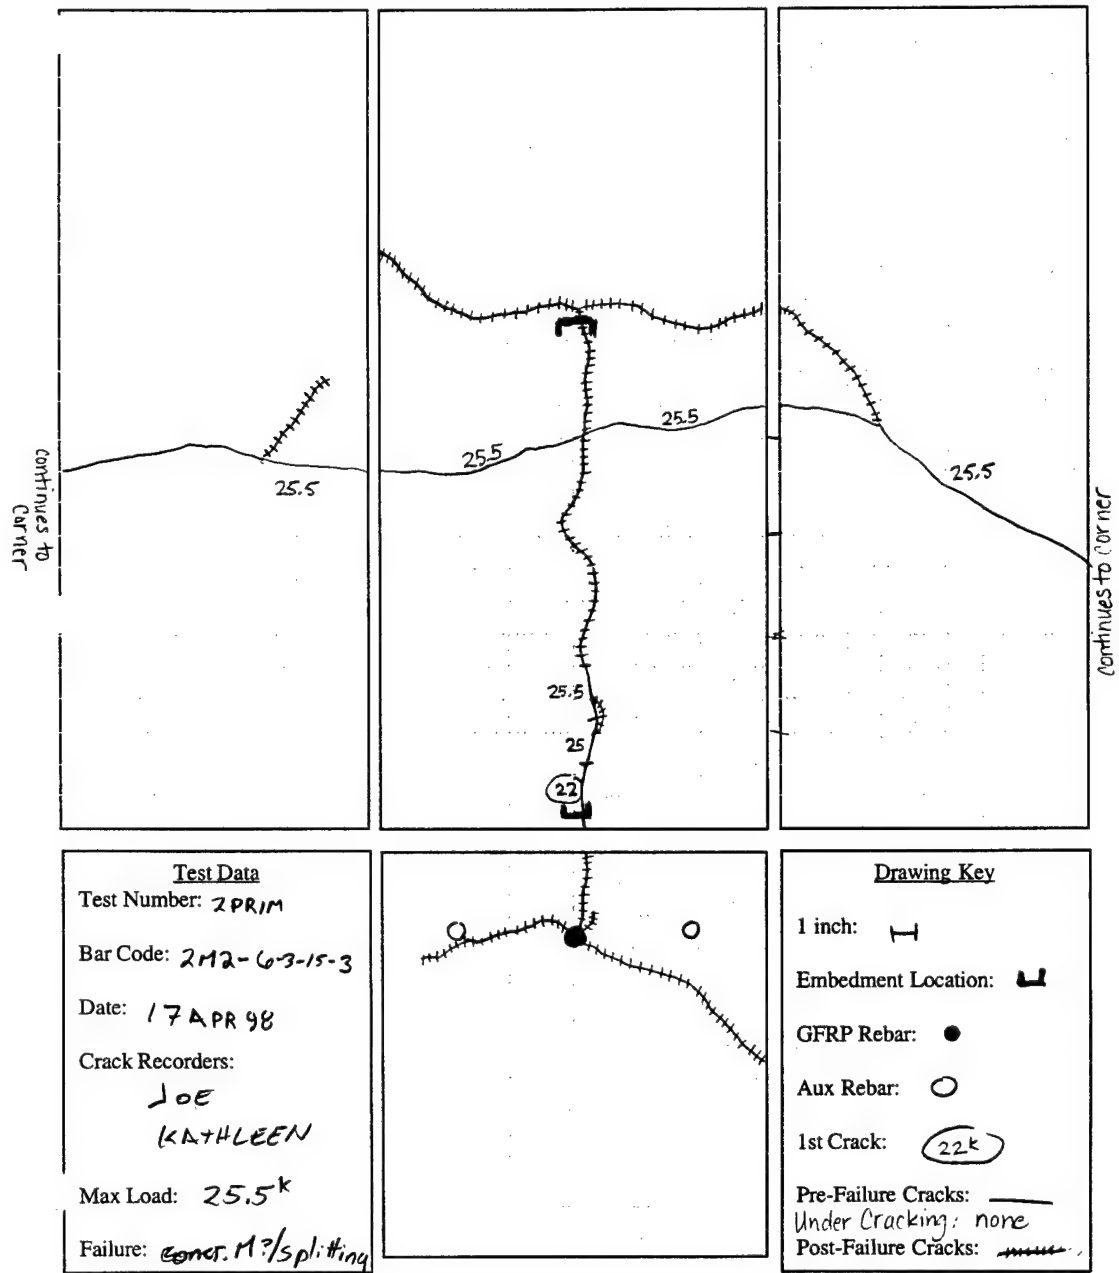 continues to
corner
25.5
25.5
25.5
25.5
continues to corner
25.5
25
22
Test Data
Test Number: 2PRIM
Bar Code: 2M2-6-3-15-3
Date: 17 APR 98
Crack Recorders:
JOE
KATHLEEN
Max Load: 25.5k
Failure: M?/splitting
Drawing Key
1 inch:
Embedment Location:
GFRP Rebar:
Aux Rebar:
1st Crack: 22k
Pre-Failure Cracks:
Under Cracking: none
Post-Failure Cracks: